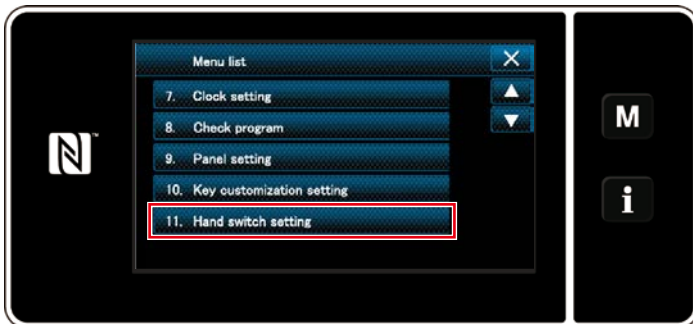 Menu list
7. Clock setting
8. Check program
9. Panel setting
10. Key customization setting
11. Hand switch setting
M
i